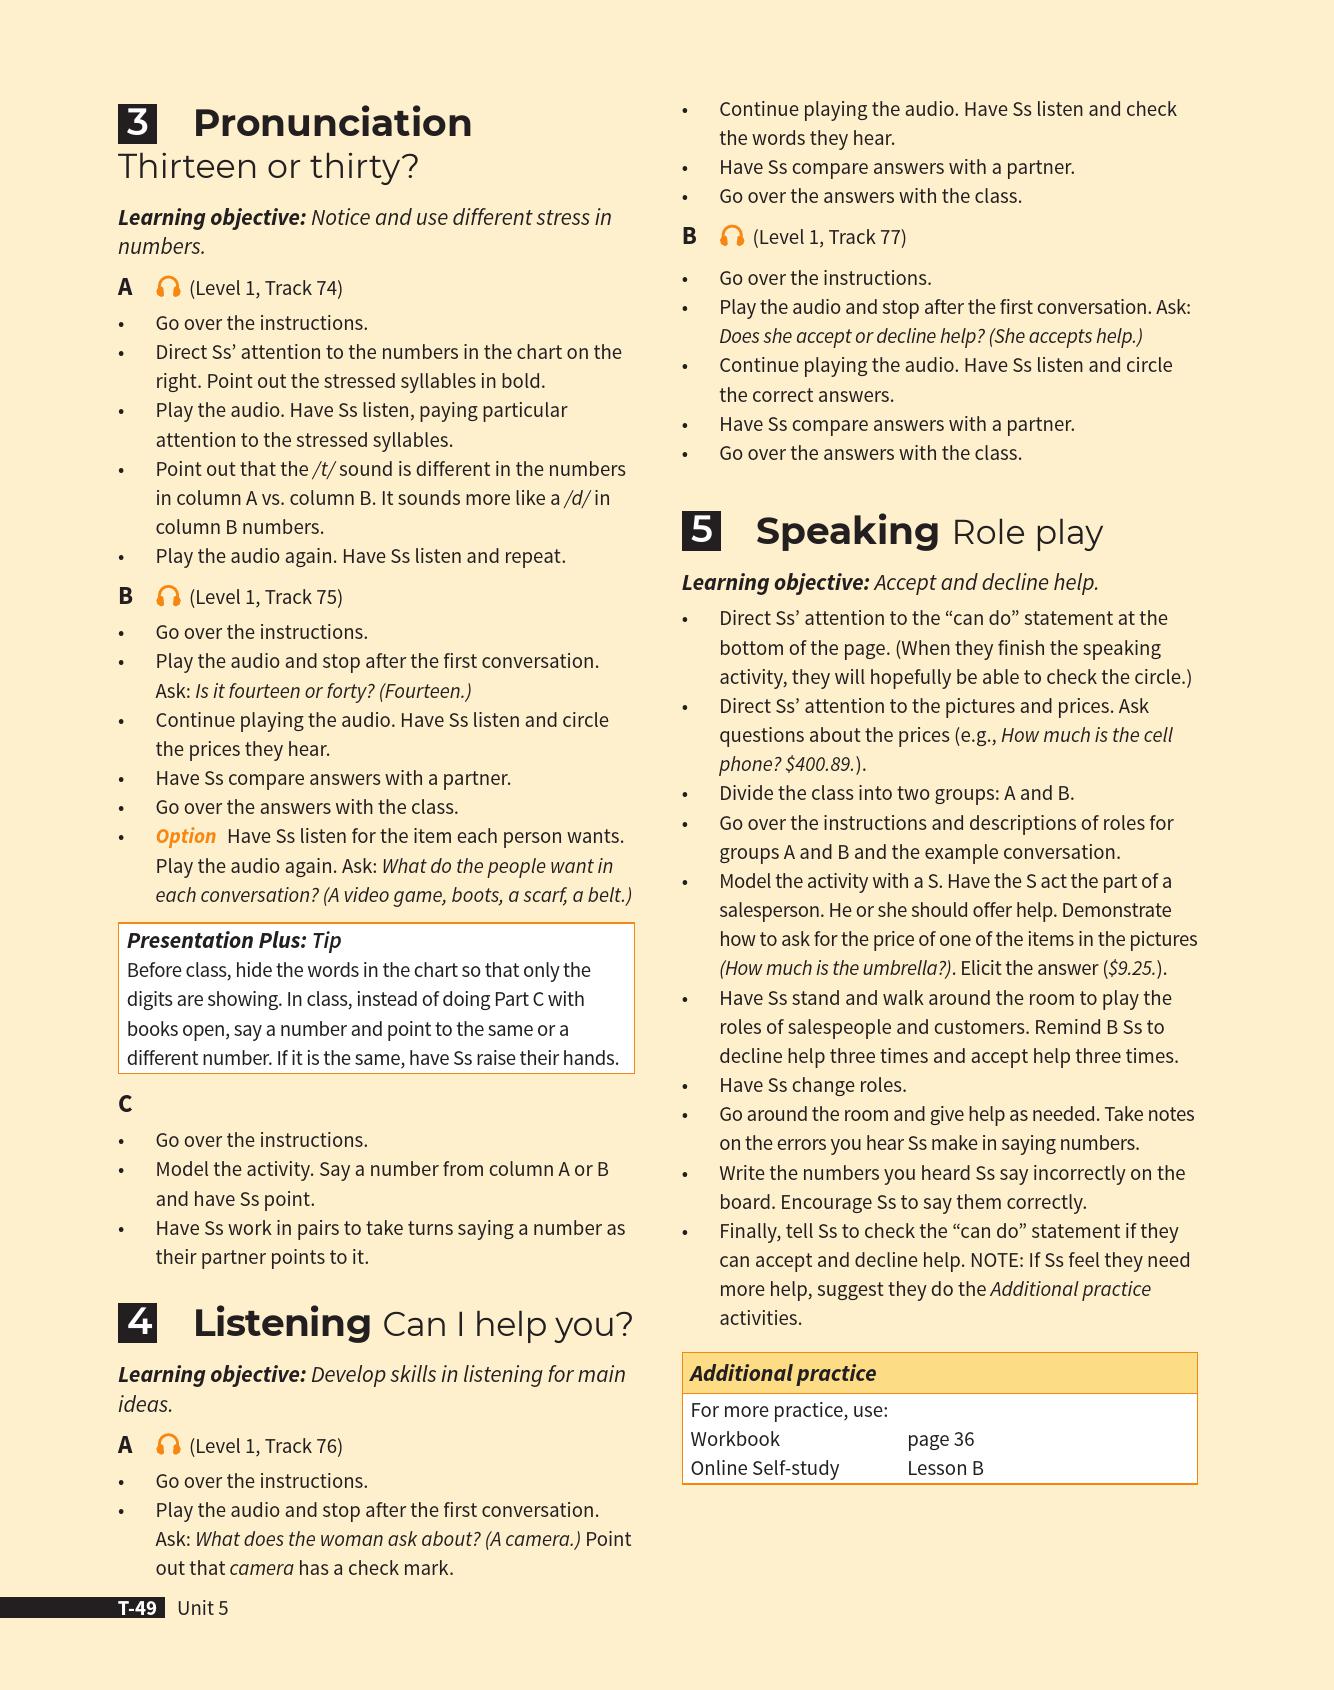 3 Pronunciation
Thirteen or thirty?
Learning objective: Notice and use different stress in
numbers.
A (Level 1, Track 74)
• Go over the instructions.
• Direct Ss’ attention to the numbers in the chart on the
right. Point out the stressed syllables in bold.
• Play the audio. Have Ss listen, paying particular
attention to the stressed syllables.
• Point out that the /t/ sound is different in the numbers
in column A vs. column B. It sounds more like a /d/ in
column B numbers.
• Play the audio again. Have Ss listen and repeat.
B (Level 1, Track 75)
• Go over the instructions.
• Play the audio and stop after the first conversation.
Ask: Is it fourteen or forty? (Fourteen.)
• Continue playing the audio. Have Ss listen and circle
the prices they hear.
• Have Ss compare answers with a partner.
• Go over the answers with the class.
• Option Have Ss listen for the item each person wants.
Play the audio again. Ask: What do the people want in
each conversation? (A video game, boots, a scarf, a belt.)
Presentation Plus: Tip
Before class, hide the words in the chart so that only the
digits are showing. In class, instead of doing Part C with
books open, say a number and point to the same or a
different number. If it is the same, have Ss raise their hands.
C
• Go over the instructions.
• Model the activity. Say a number from column A or B
and have Ss point.
• Have Ss work in pairs to take turns saying a number as
their partner points to it.
4 Listening Can I help you?
Learning objective: Develop skills in listening for main
ideas.
A (Level 1, Track 76)
• Go over the instructions.
• Play the audio and stop after the first conversation.
Ask: What does the woman ask about? (A camera.) Point
out that camera has a check mark.
• Continue playing the audio. Have Ss listen and check
the words they hear.
• Have Ss compare answers with a partner.
• Go over the answers with the class.
B (Level 1, Track 77)
• Go over the instructions.
• Play the audio and stop after the first conversation. Ask:
Does she accept or decline help? (She accepts help.)
• Continue playing the audio. Have Ss listen and circle
the correct answers.
• Have Ss compare answers with a partner.
• Go over the answers with the class.
5 Speaking Role play
Learning objective: Accept and decline help.
• Direct Ss’ attention to the “can do” statement at the
bottom of the page. (When they finish the speaking
activity, they will hopefully be able to check the circle.)
• Direct Ss’ attention to the pictures and prices. Ask
questions about the prices (e.g., How much is the cell
phone? $400.89.).
• Divide the class into two groups: A and B.
• Go over the instructions and descriptions of roles for
groups A and B and the example conversation.
• Model the activity with a S. Have the S act the part of a
salesperson. He or she should offer help. Demonstrate
how to ask for the price of one of the items in the pictures
(How much is the umbrella?). Elicit the answer ($9.25.).
• Have Ss stand and walk around the room to play the
roles of salespeople and customers. Remind B Ss to
decline help three times and accept help three times.
• Have Ss change roles.
• Go around the room and give help as needed. Take notes
on the errors you hear Ss make in saying numbers.
• Write the numbers you heard Ss say incorrectly on the
board. Encourage Ss to say them correctly.
• Finally, tell Ss to check the “can do” statement if they
can accept and decline help. NOTE: If Ss feel they need
more help, suggest they do the Additional practice
activities.
Additional practice
For more practice, use:
Workbook page 36
Online Self-study Lesson B
T-49 Unit 5